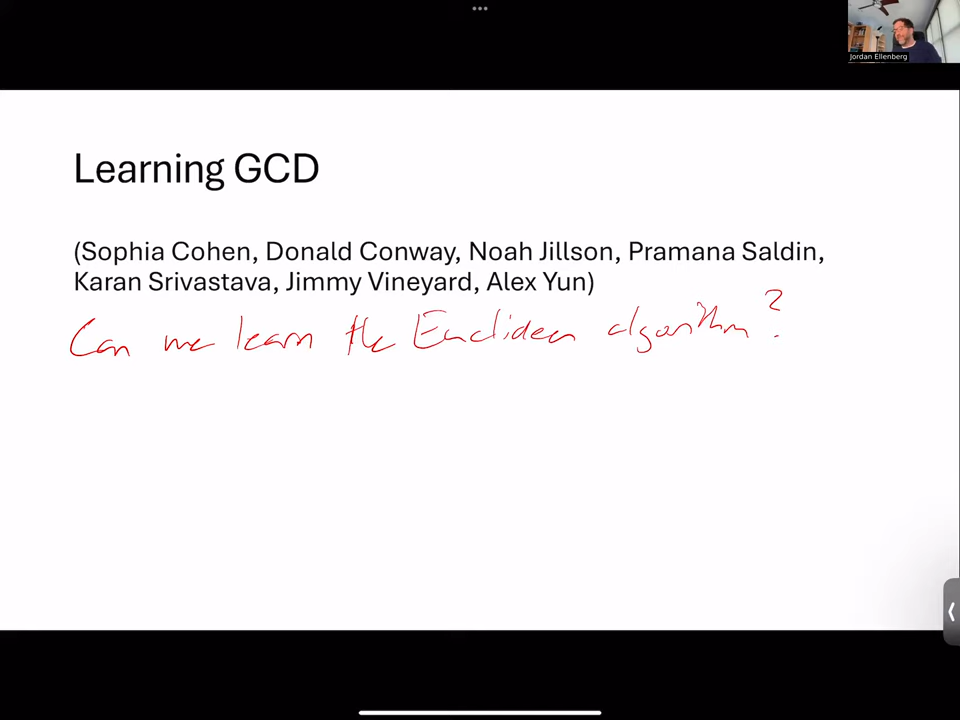 Jordan Ellenberg
Learning GCD
(Sophia Cohen, Donald Conway, Noah Jillson, Pramana Saldin,
Karan Srivastava, Jimmy Vineyard, Alex Yun)
Can we learn the Euclidean algorithm?